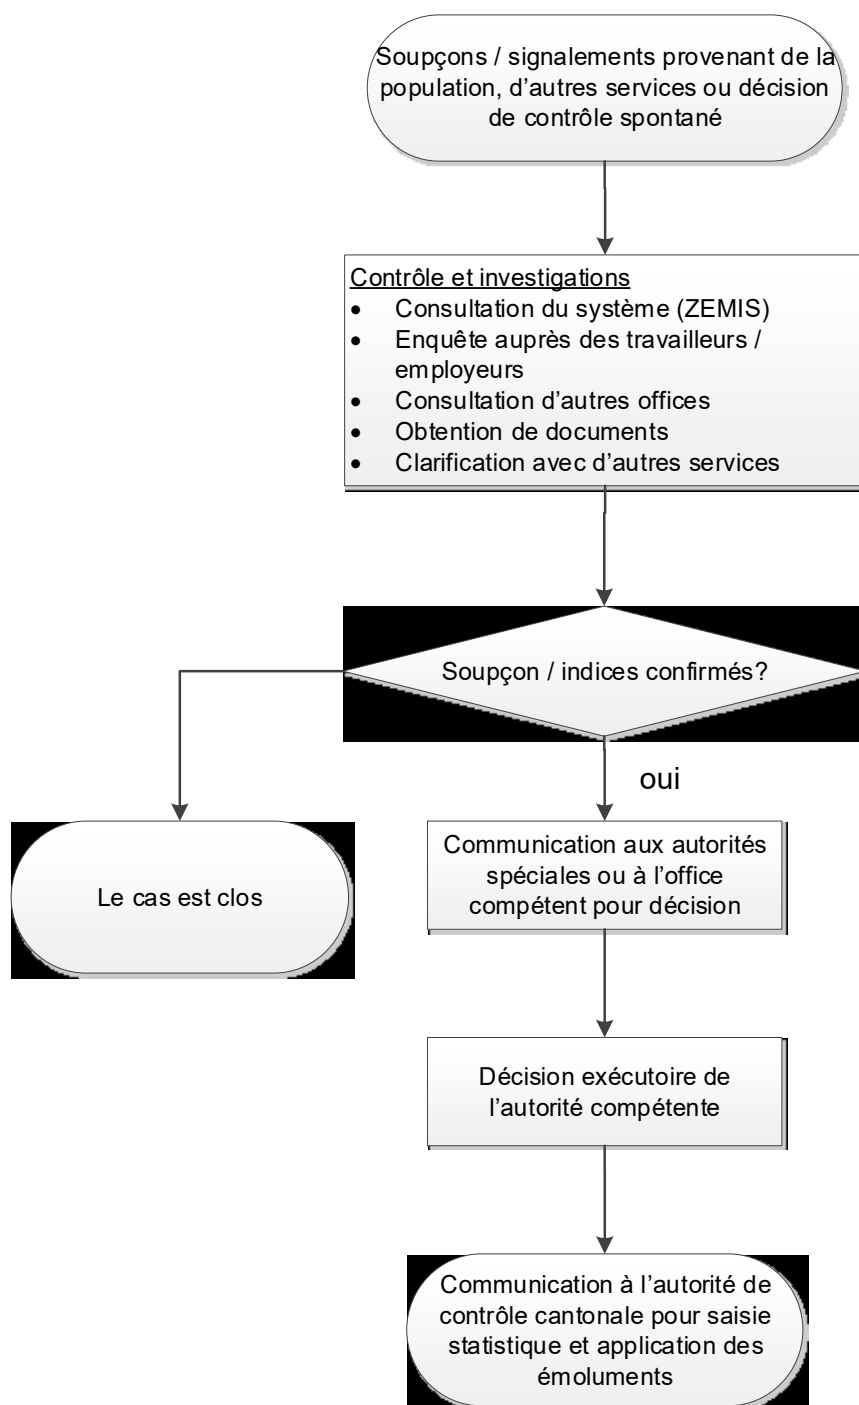 Soupçons / signalements provenant de la
population, d’autres services ou décision
de contrôle spontané
Contrôle et investigations
• Consultation du système (ZEMIS)
• Enquête auprès des travailleurs /
employeurs
• Consultation d’autres offices
• Obtention de documents
• Clarification avec d’autres services
Soupçon / indices confirmés?
oui
Communication aux autorités
spéciales ou à l’office
compétent pour décision
Le cas est clos
Décision exécutoire de
l’autorité compétente
Communication à l’autorité de
contrôle cantonale pour saisie
statistique et application des
émoluments